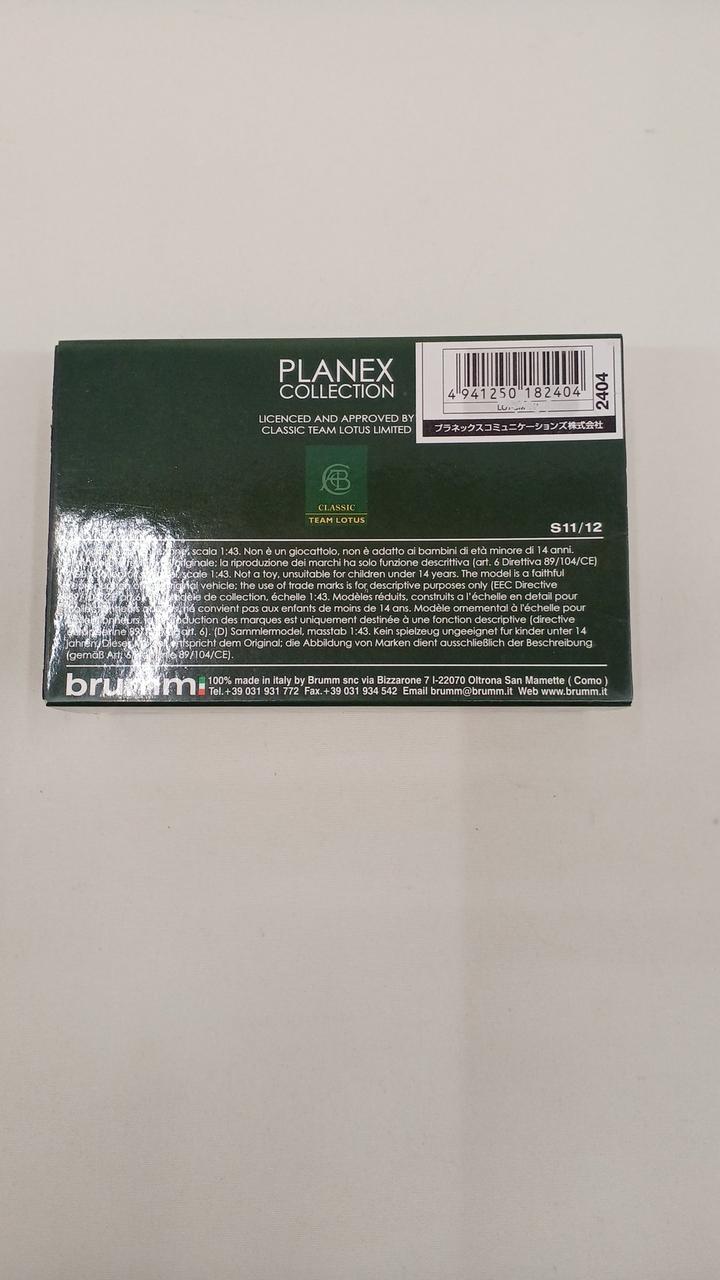 PLANEX
COLLECTION
LICENCED AND APPROVED BY
CLASSIC TEAM LOTUS LIMITED
4 941250 182404
2404
プラネックスコミュニケーションズ株式会社
CLASSIC
TEAM LOTUS
S11/12
scala 1:43. Non è un giocattolo, non è adatto ai bambini di età minore di 14 anni.
la riproduzione dei marchi ha solo funzione descrittiva (art. 6 Direttiva 89/104/CE)
scale 1:43. Not a toy, unsuitable for children under 14 years. The model is a faithful
vehicle; the use of trade marks is for descriptive purposes only (EEC Directive
de collection, échelle 1:43. Modèles réduits, construits a l'échelle en detail pour
né convient pas aux enfants de moins de 14 ans. Modèle ornemental à l'échelle pour
des marques est uniquement destinée à une fonction descriptive (directive
art. 6). (D) Sammlermodel, masstab 1:43. Kein spielzeug ungeeignet fur kinder unter 14
jahren. entspricht dem Original; die Abbildung von Marken dient ausschließlich der Beschreibung
(gemäß Art. 6 89/104/CE).
brumm
100% made in italy by Brumm snc via Bizzarone 7 I-22070 Oltrona San Mamette ( Como )
Tel.+39 031 931 772 Fax.+39 031 934 542 Email brumm@brumm.it Web www.brumm.it